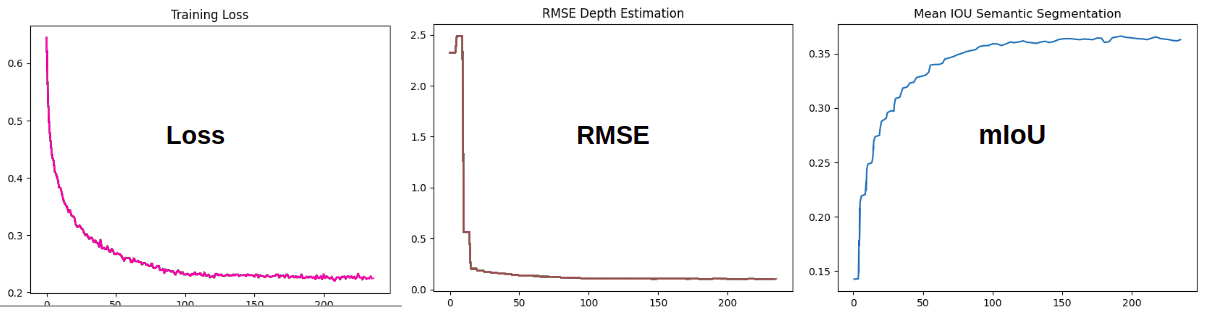 Training Loss
0.6
0.5
0.4
0.3
0.2
0 50 100 150 200
Loss
RMSE Depth Estimation
2.5
2.0
1.5
1.0
0.5
0.0
0 50 100 150 200
RMSE
Mean IOU Semantic Segmentation
0.35
0.30
0.25
0.20
0.15
0 50 100 150 200
mIoU